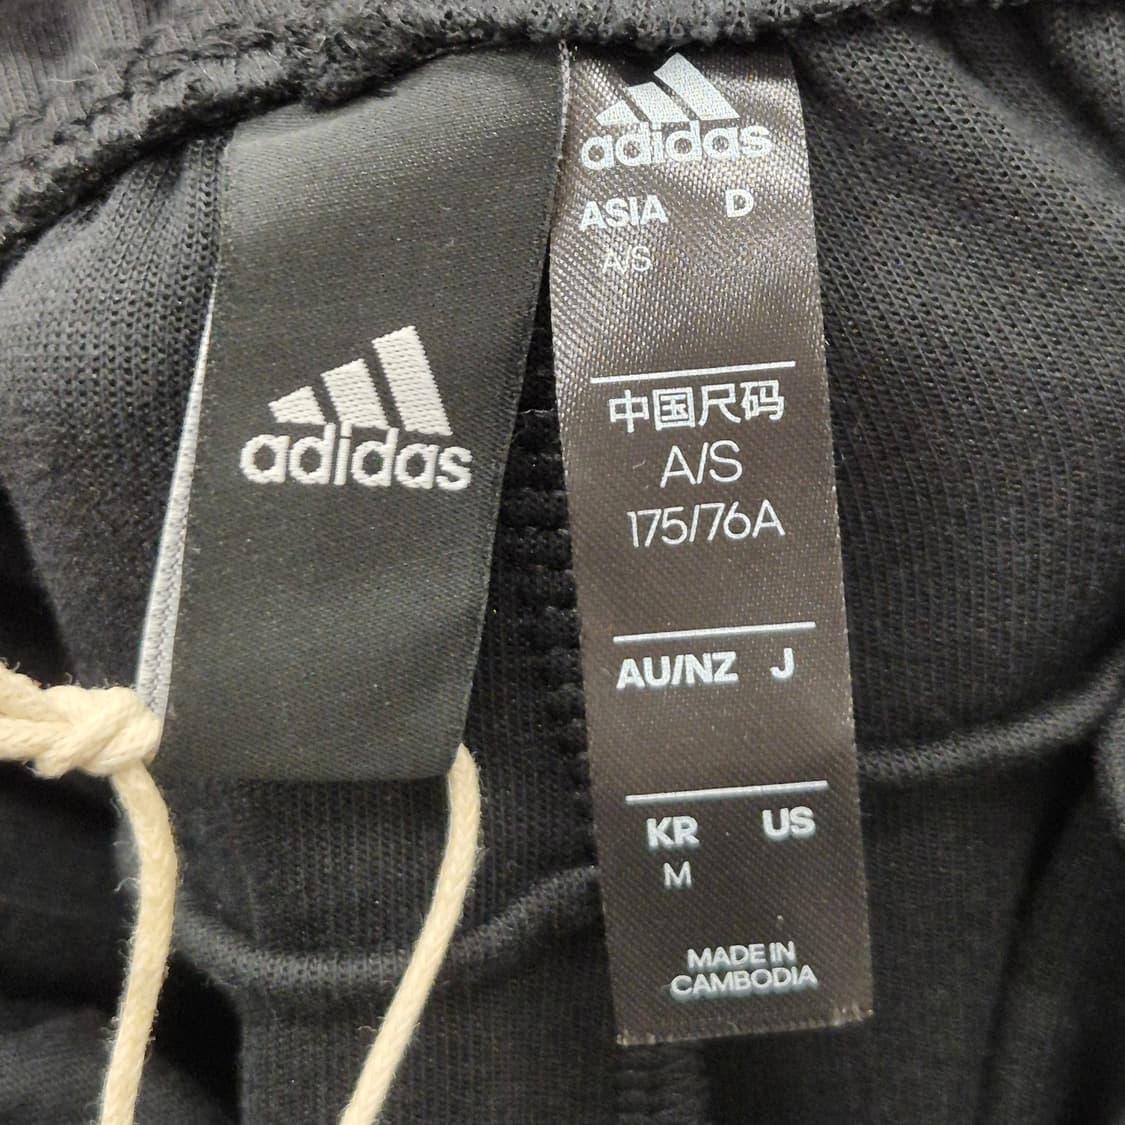 adidas
adidas
ASIA D
A/S
中国尺码
A/S
175/76A
AU/NZ J
KR US
M
MADE IN
CAMBODIA